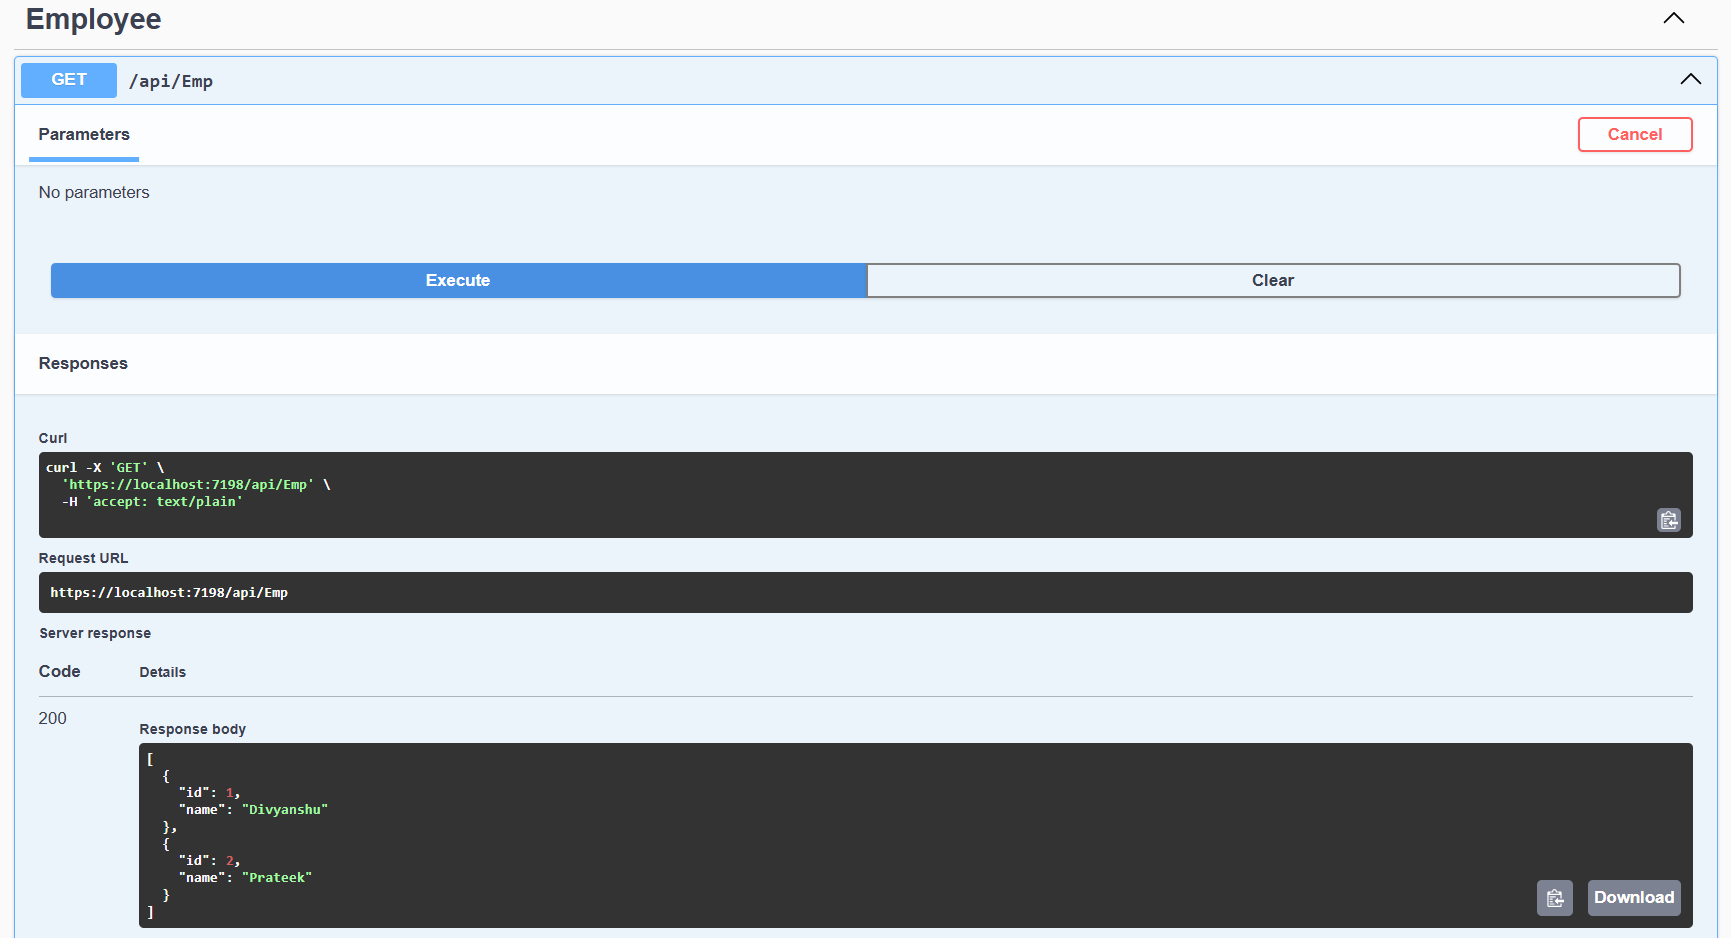 Employee
GET /api/Emp
Parameters
Cancel
No parameters
Execute
Clear
Responses
Curl
curl -X 'GET' \
  'https://localhost:7198/api/Emp' \
  -H 'accept: text/plain'
Request URL
https://localhost:7198/api/Emp
Server response
Code Details
200
Response body
[
  {
    "id": 1,
    "name": "Divyanshu"
  },
  {
    "id": 2,
    "name": "Prateek"
  }
]
Download